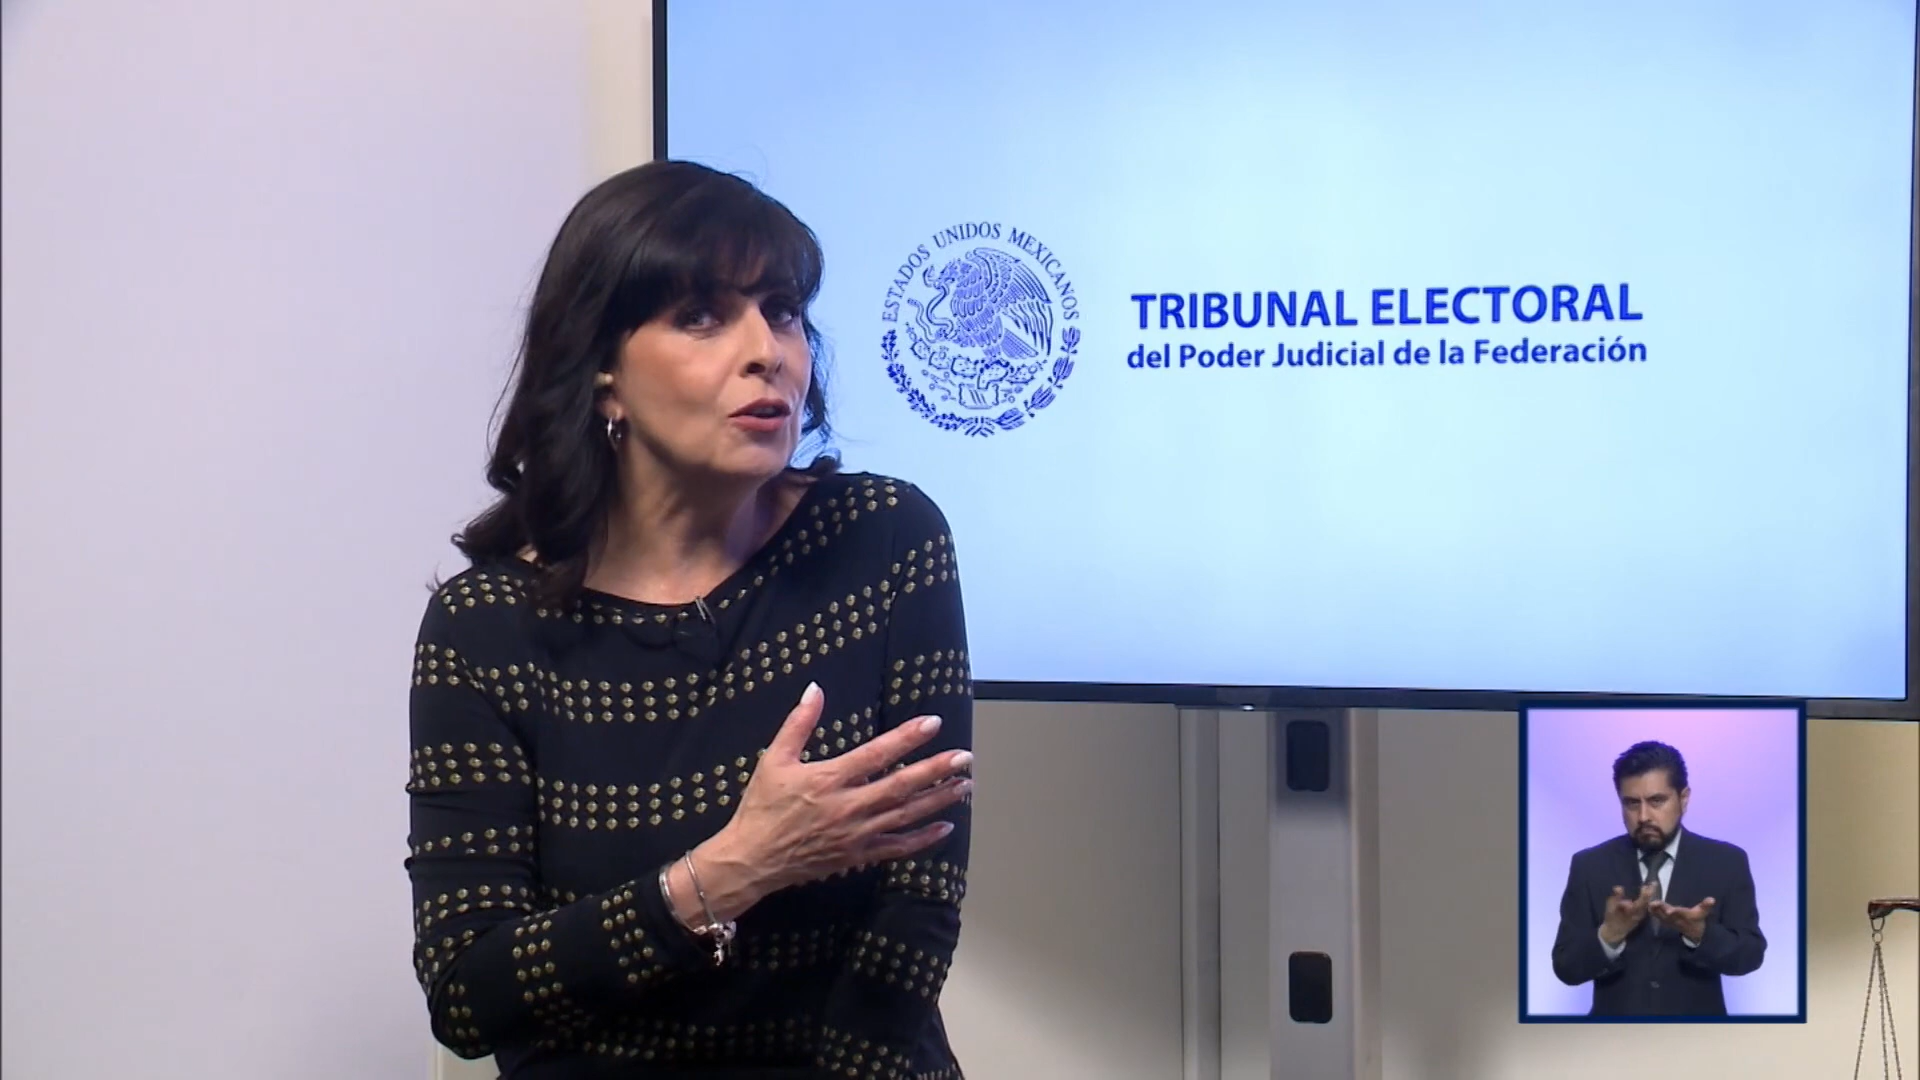 ESTADOS UNIDOS MEXICANOS
TRIBUNAL ELECTORAL
del Poder Judicial de la Federación